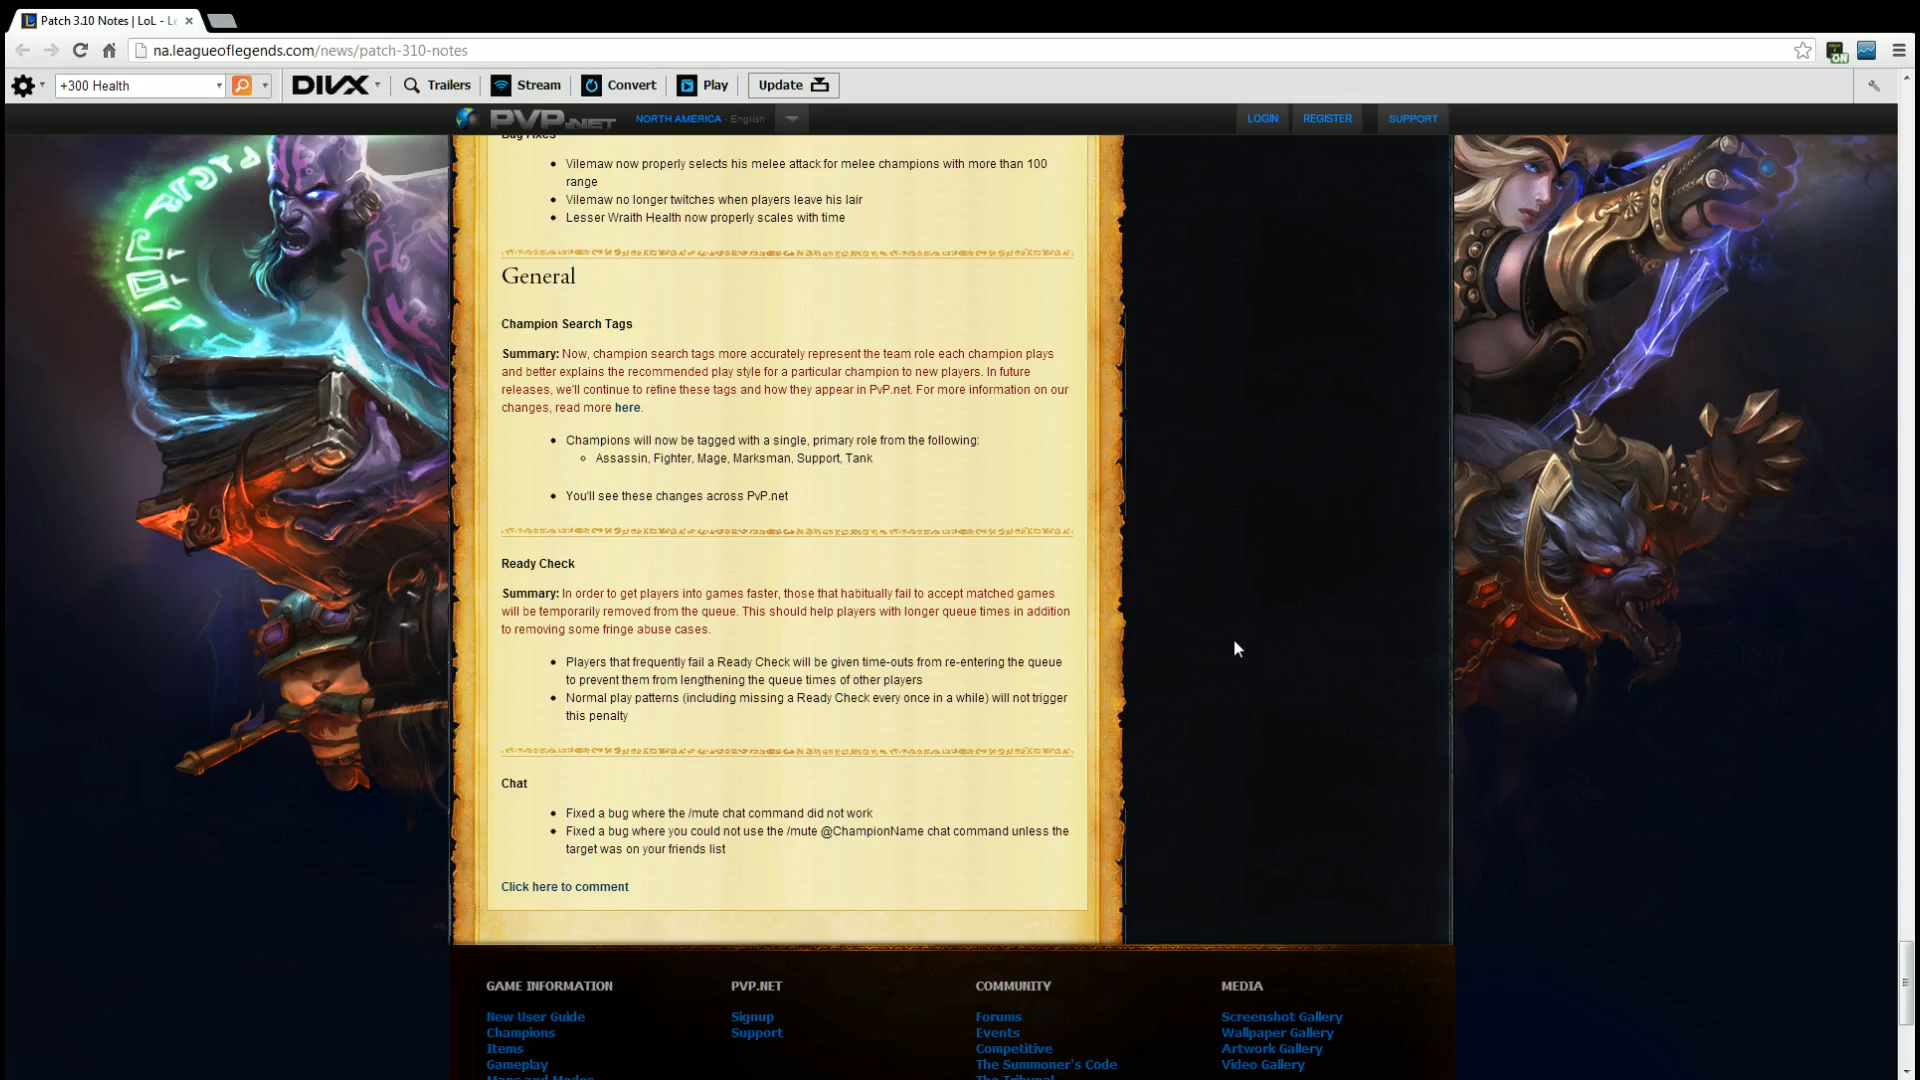 Patch 3.10 Notes | LoL - Le
na.leagueoflegends.com/news/patch-310-notes
ON
+300 Health
DIVX
Trailers
Stream
Convert
Play
Update
PVP.NET
NORTH AMERICA - English
LOGIN
REGISTER
SUPPORT
Bug Fixes
Vilemaw now properly selects his melee attack for melee champions with more than 100
range
Vilemaw no longer twitches when players leave his lair
Lesser Wraith Health now properly scales with time
General
Champion Search Tags
Summary: Now, champion search tags more accurately represent the team role each champion plays
and better explains the recommended play style for a particular champion to new players. In future
releases, we'll continue to refine these tags and how they appear in PvP.net. For more information on our
changes, read more here.
Champions will now be tagged with a single, primary role from the following:
Assassin, Fighter, Mage, Marksman, Support, Tank
You'll see these changes across PvP.net
Ready Check
Summary: In order to get players into games faster, those that habitually fail to accept matched games
will be temporarily removed from the queue. This should help players with longer queue times in addition
to removing some fringe abuse cases.
Players that frequently fail a Ready Check will be given time-outs from re-entering the queue
to prevent them from lengthening the queue times of other players
Normal play patterns (including missing a Ready Check every once in a while) will not trigger
this penalty
Chat
Fixed a bug where the /mute chat command did not work
Fixed a bug where you could not use the /mute @ChampionName chat command unless the
target was on your friends list
Click here to comment
GAME INFORMATION
New User Guide
Champions
Items
Gameplay
Maps and Modes
PVP.NET
Signup
Support
COMMUNITY
Forums
Events
Competitive
The Summoner's Code
The Tribunal
MEDIA
Screenshot Gallery
Wallpaper Gallery
Artwork Gallery
Video Gallery